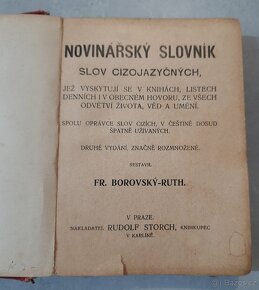 NOVINÁŘSKÝ SLOVNÍK
SLOV CIZOJAZYČNÝCH,
JEŽ VYSKYTUJÍ SE V KNIHÁCH, LISTECH
DENNÍCH I V OBECNÉM HOVORU, ZE VŠECH
ODVĚTVÍ ŽIVOTA, VĚD A UMĚNÍ.
SPOLU OPRÁVCE SLOV CIZÍCH, V ČEŠTINĚ DOSUD
ŠPATNĚ UŽÍVANÝCH.
DRUHÉ VYDÁNÍ, ZNAČNĚ ROZMNOŽENÉ.
SESTAVIL
FR. BOROVSKÝ-RUTH.
V PRAZE.
NAKLADATEL RUDOLF STORCH, KNIHKUPEC
V KARLÍNĚ.